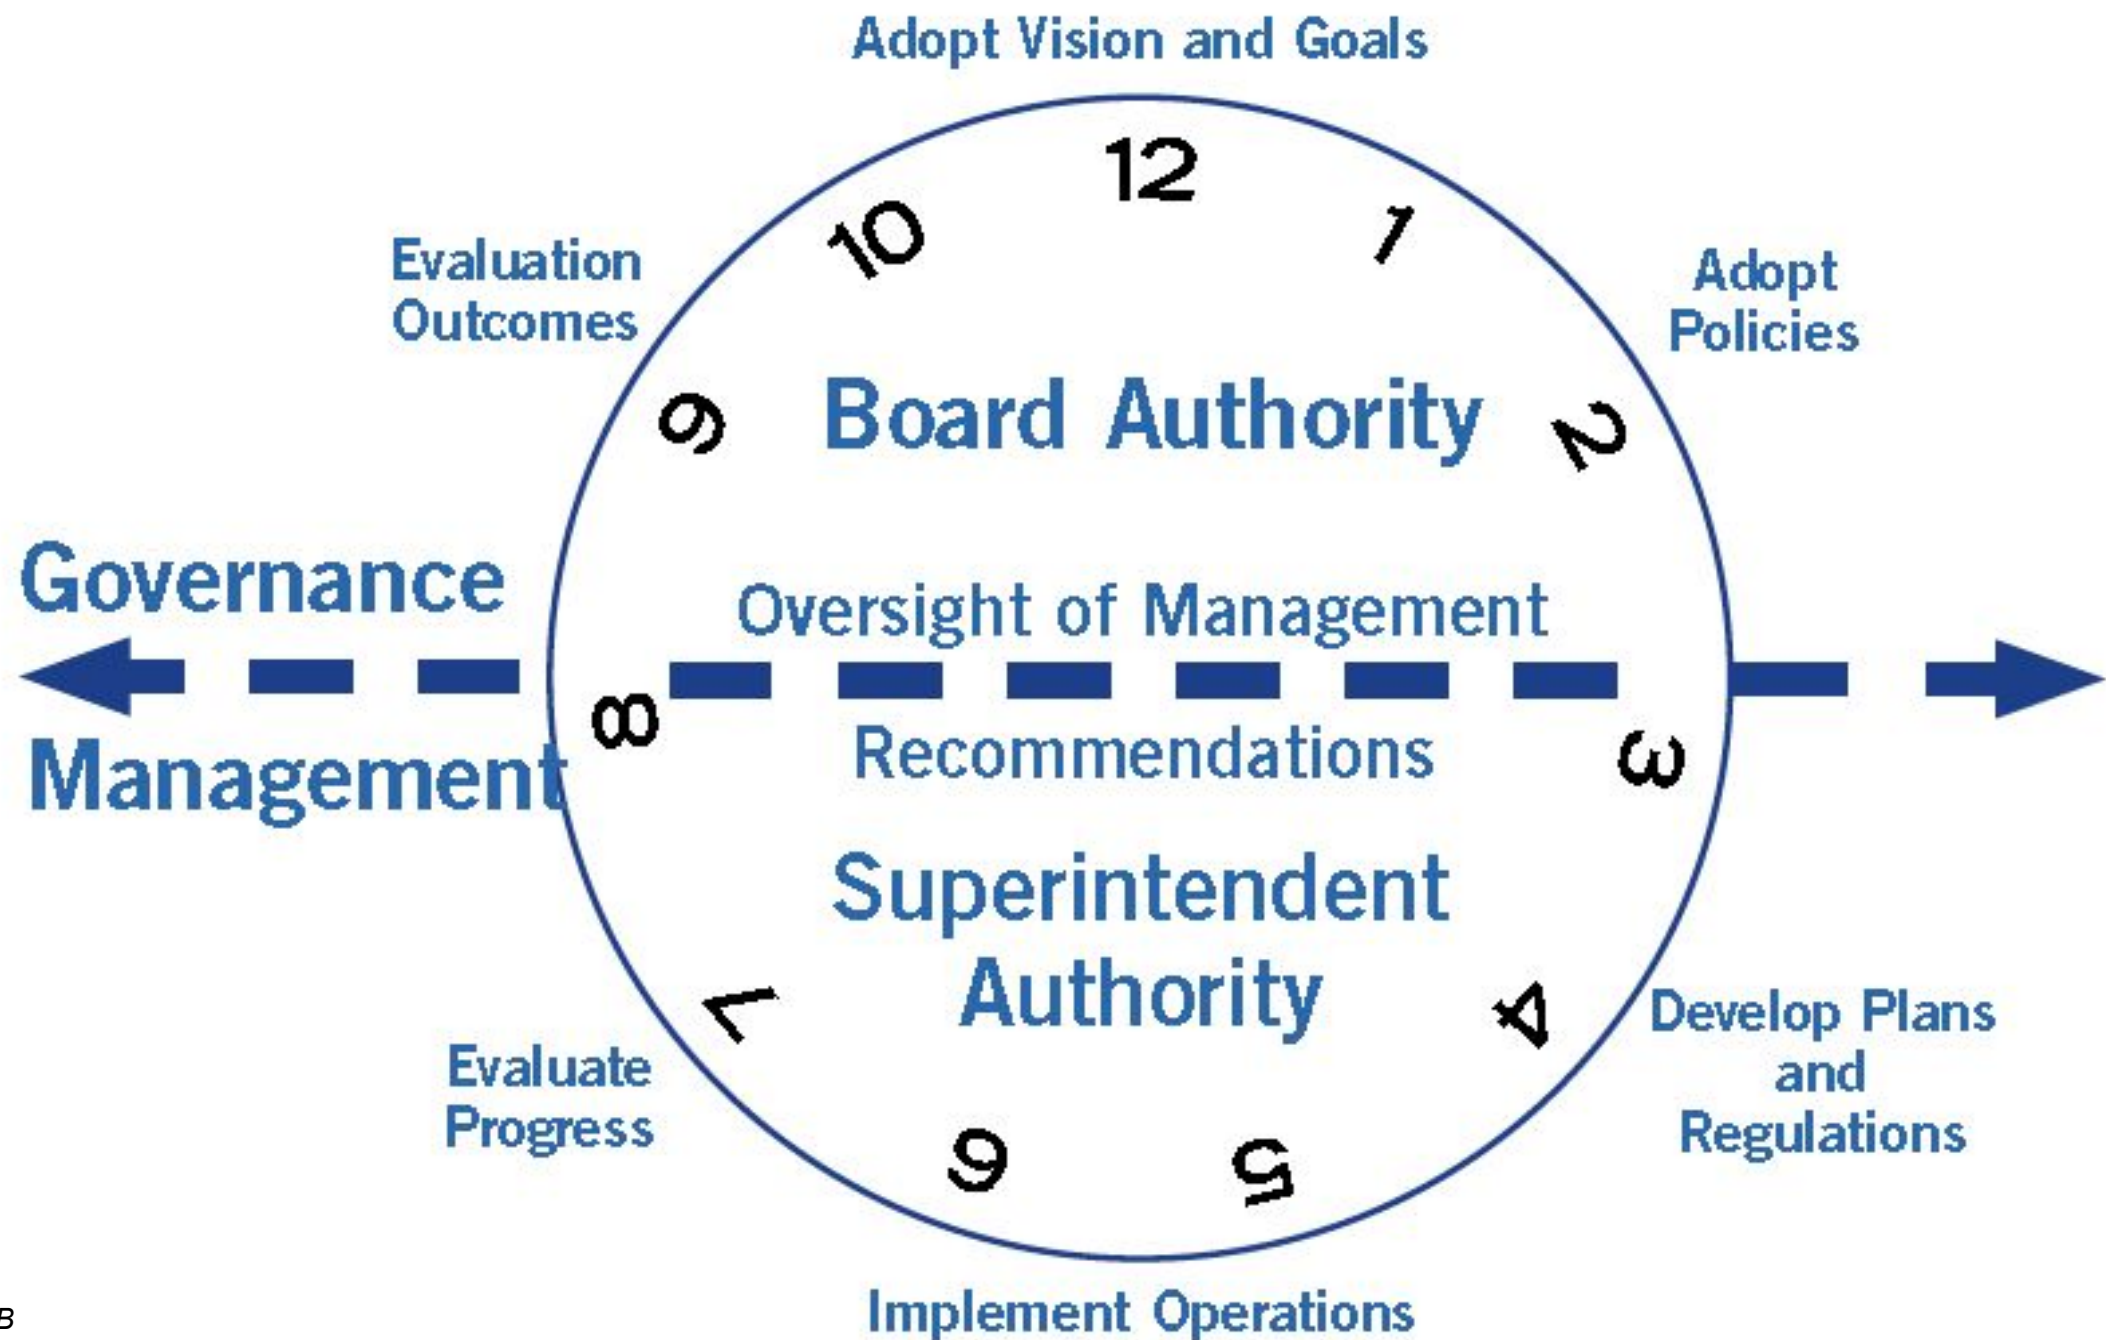 Adopt Vision and Goals
12
10
1
Evaluation
Outcomes
Adopt
Policies
9
Board Authority
2
Governance
Oversight of Management
8
Management
Recommendations
3
Superintendent
Authority
7
4
Develop Plans
and
Regulations
Evaluate
Progress
6
5
Implement Operations
B